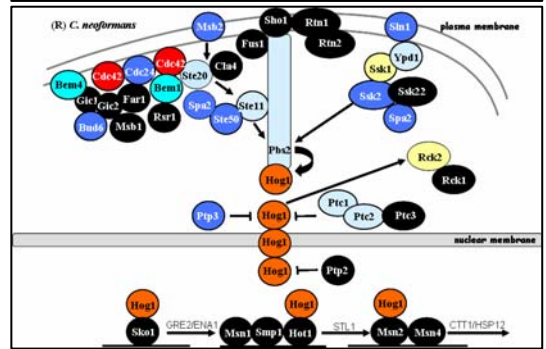 (R) C. neoformans
plasma membrane
Msb2
Sho1
Rtn1
Rtn2
Sln1
Fus1
Ypd1
Cdc42
Cdc24
Cdc42
Cla4
Ste20
Ssk1
Bem4
Gic1
Gic2
Far1
Bem1
Ssk2
Ssk22
Bud6
Msb1
Rsr1
Spa2
Ste50
Ste11
Spa2
Pbs2
Hog1
Rck2
Rck1
Ptp3
Hog1
Ptc1
Ptc2
Ptc3
Hog1
nuclear membrane
Hog1
Ptp2
Hog1
Hog1
Hog1
Sko1
GRE2/ENA1
Msn1
Smp1
Hot1
STL1
Msn2
Msn4
CTT1/HSP12